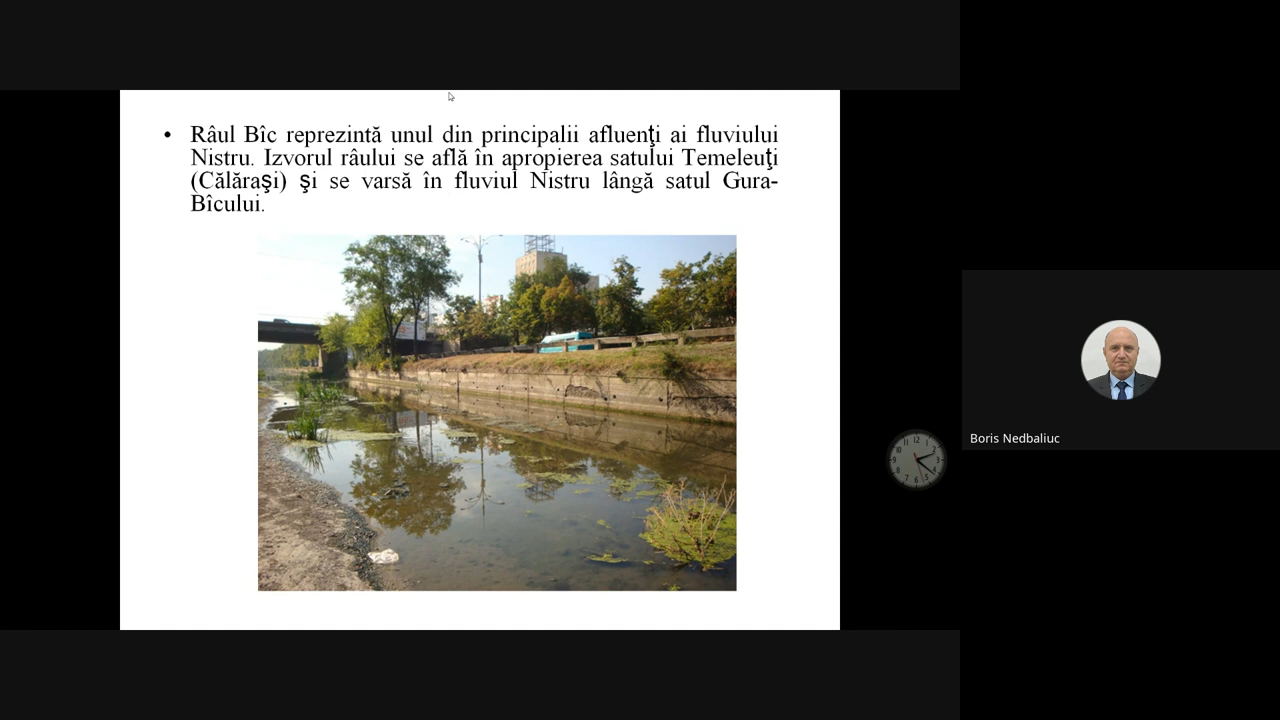 • Râul Bîc reprezintă unul din principalii afluenţi ai fluviului
Nistru. Izvorul râului se află în apropierea satului Temeleuţi
(Călăraşi) şi se varsă în fluviul Nistru lângă satul Gura-
Bîcului.
Boris Nedbaliuc